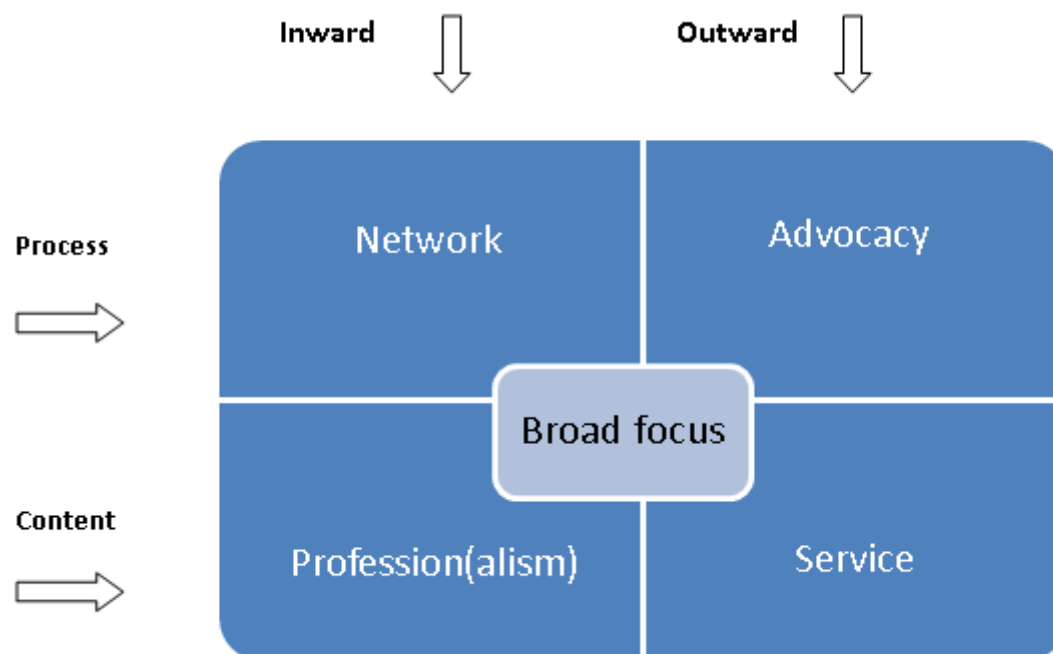 Inward
Outward
Process
Network
Advocacy
Broad focus
Content
Profession(alism)
Service